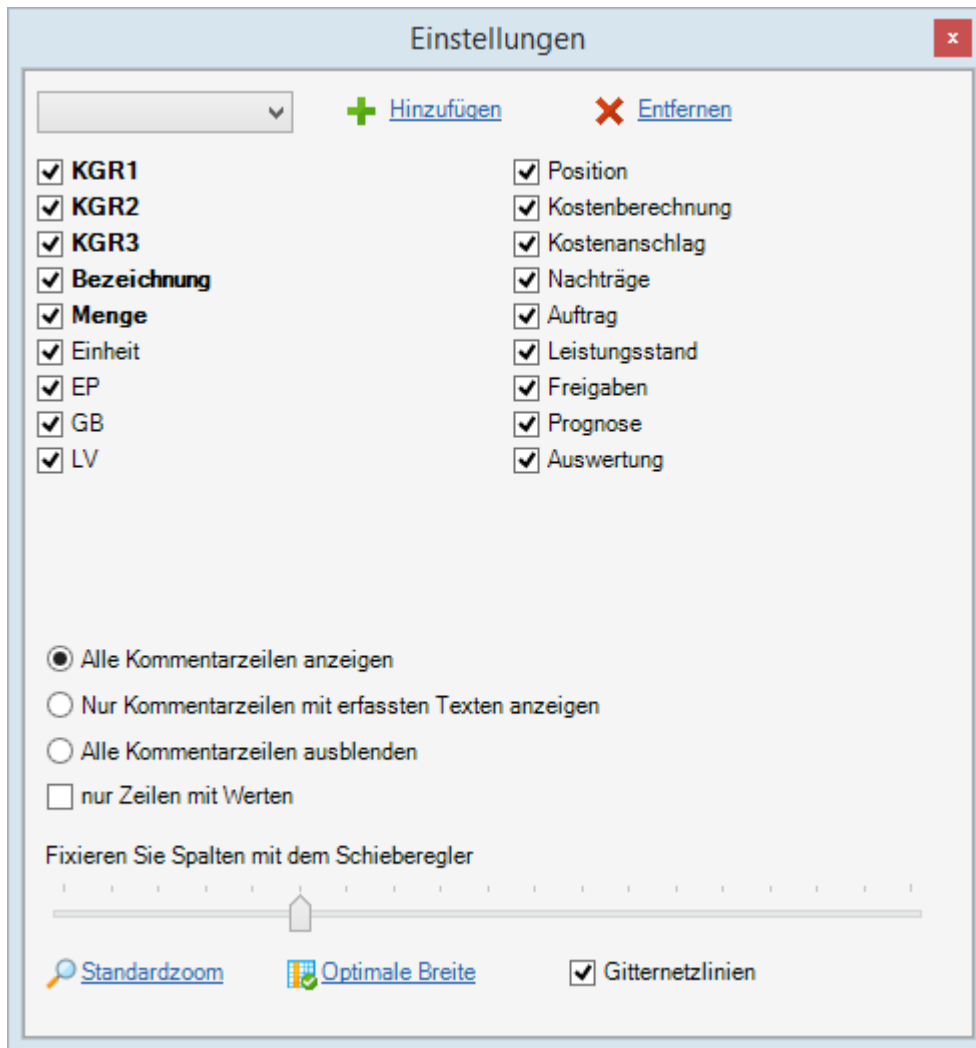 Einstellungen
x
Hinzufügen Entfernen
KGR1
KGR2
KGR3
Bezeichnung
Menge
Einheit
EP
GB
LV
Position
Kostenberechnung
Kostenanschlag
Nachträge
Auftrag
Leistungsstand
Freigaben
Prognose
Auswertung
Alle Kommentarzeilen anzeigen
Nur Kommentarzeilen mit erfassten Texten anzeigen
Alle Kommentarzeilen ausblenden
nur Zeilen mit Werten
Fixieren Sie Spalten mit dem Schieberegler
Standardzoom Optimale Breite Gitternetzlinien